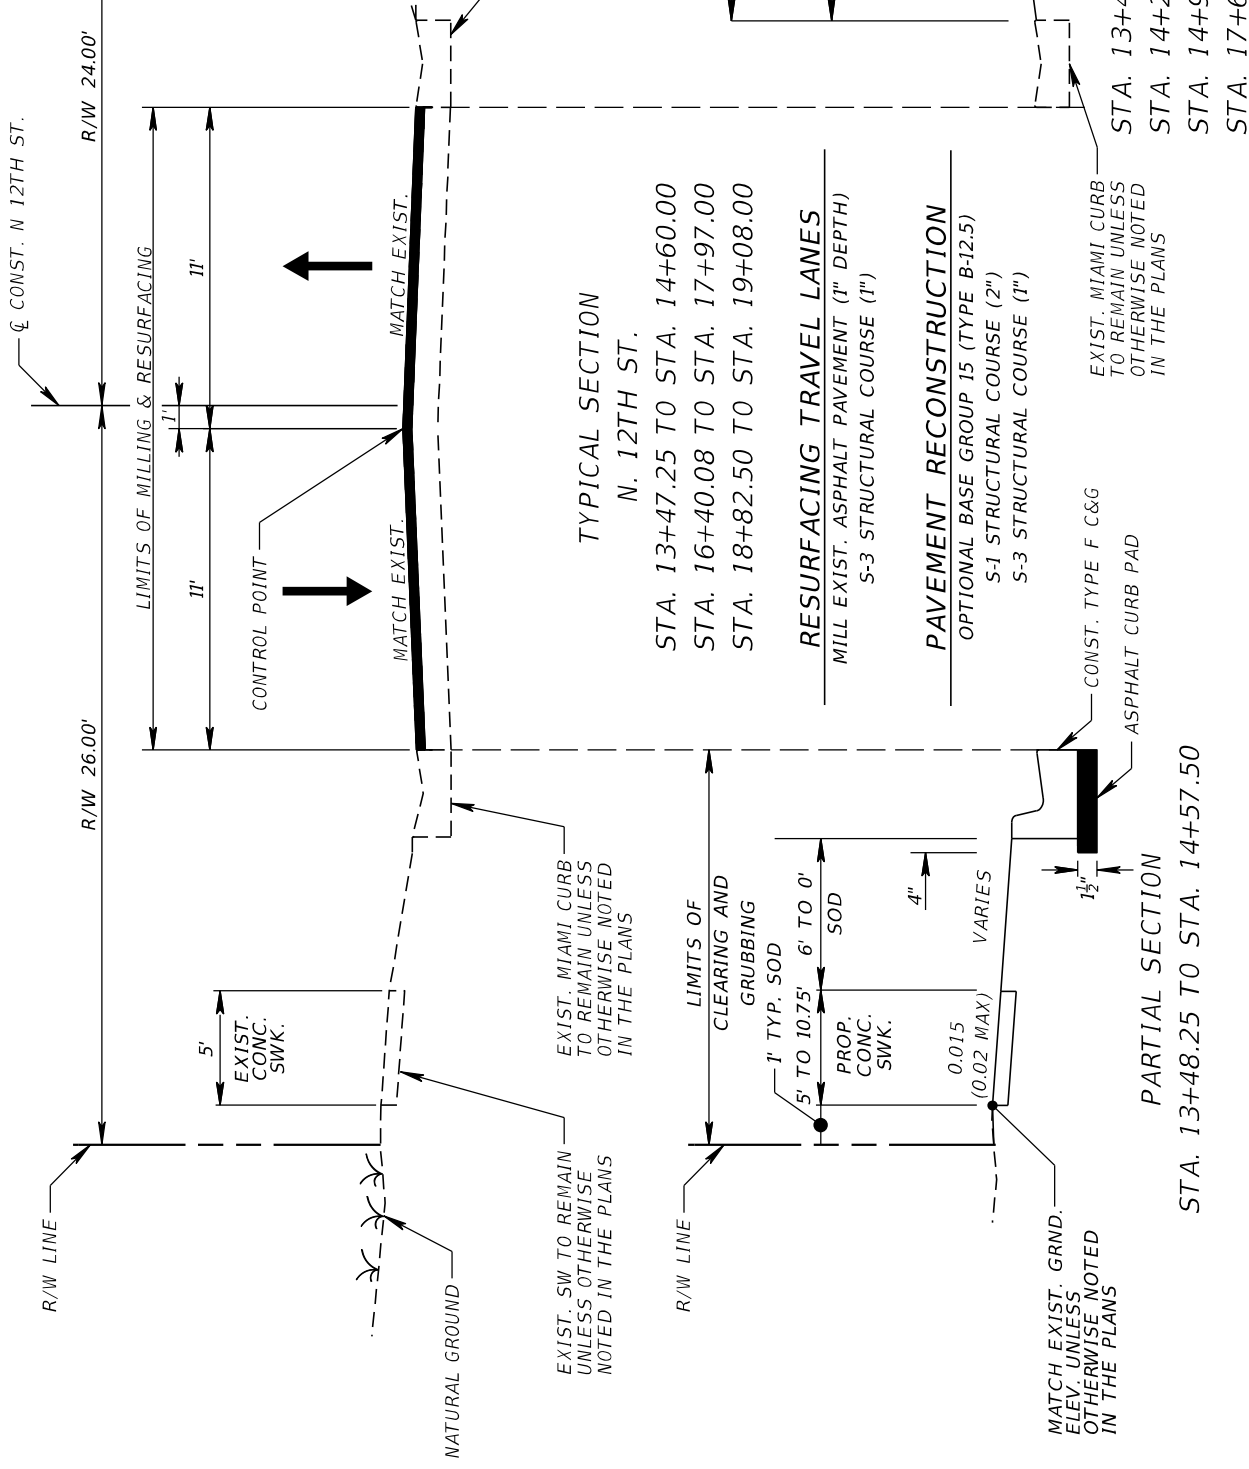 ℄ CONST. N 12TH ST.
R/W 26.00'
R/W 24.00'
LIMITS OF MILLING & RESURFACING
1'
11'
11'
R/W LINE
5'
EXIST.
CONC.
SWK.
CONTROL POINT
MATCH EXIST.
MATCH EXIST.
NATURAL GROUND
EXIST. SW TO REMAIN
UNLESS OTHERWISE
NOTED IN THE PLANS
EXIST. MIAMI CURB
TO REMAIN UNLESS
OTHERWISE NOTED
IN THE PLANS
TYPICAL SECTION
N. 12TH ST.
STA. 13+47.25 TO STA. 14+60.00
STA. 16+40.08 TO STA. 17+97.00
STA. 18+82.50 TO STA. 19+08.00
RESURFACING TRAVEL LANES
MILL EXIST. ASPHALT PAVEMENT (1" DEPTH)
S-3 STRUCTURAL COURSE (1")
PAVEMENT RECONSTRUCTION
OPTIONAL BASE GROUP 15 (TYPE B-12.5)
S-1 STRUCTURAL COURSE (2")
S-3 STRUCTURAL COURSE (1")
R/W LINE
LIMITS OF
CLEARING AND
GRUBBING
1' TYP. SOD
5' TO 10.75'
6' TO 0'
PROP.
CONC.
SWK.
SOD
4"
0.015
(0.02 MAX)
VARIES
1½"
CONST. TYPE F C&G
ASPHALT CURB PAD
MATCH EXIST. GRND.
ELEV. UNLESS
OTHERWISE NOTED
IN THE PLANS
PARTIAL SECTION
STA. 13+48.25 TO STA. 14+57.50
EXIST. MIAMI CURB
TO REMAIN UNLESS
OTHERWISE NOTED
IN THE PLANS
STA. 13+4
STA. 14+2
STA. 14+9
STA. 17+6